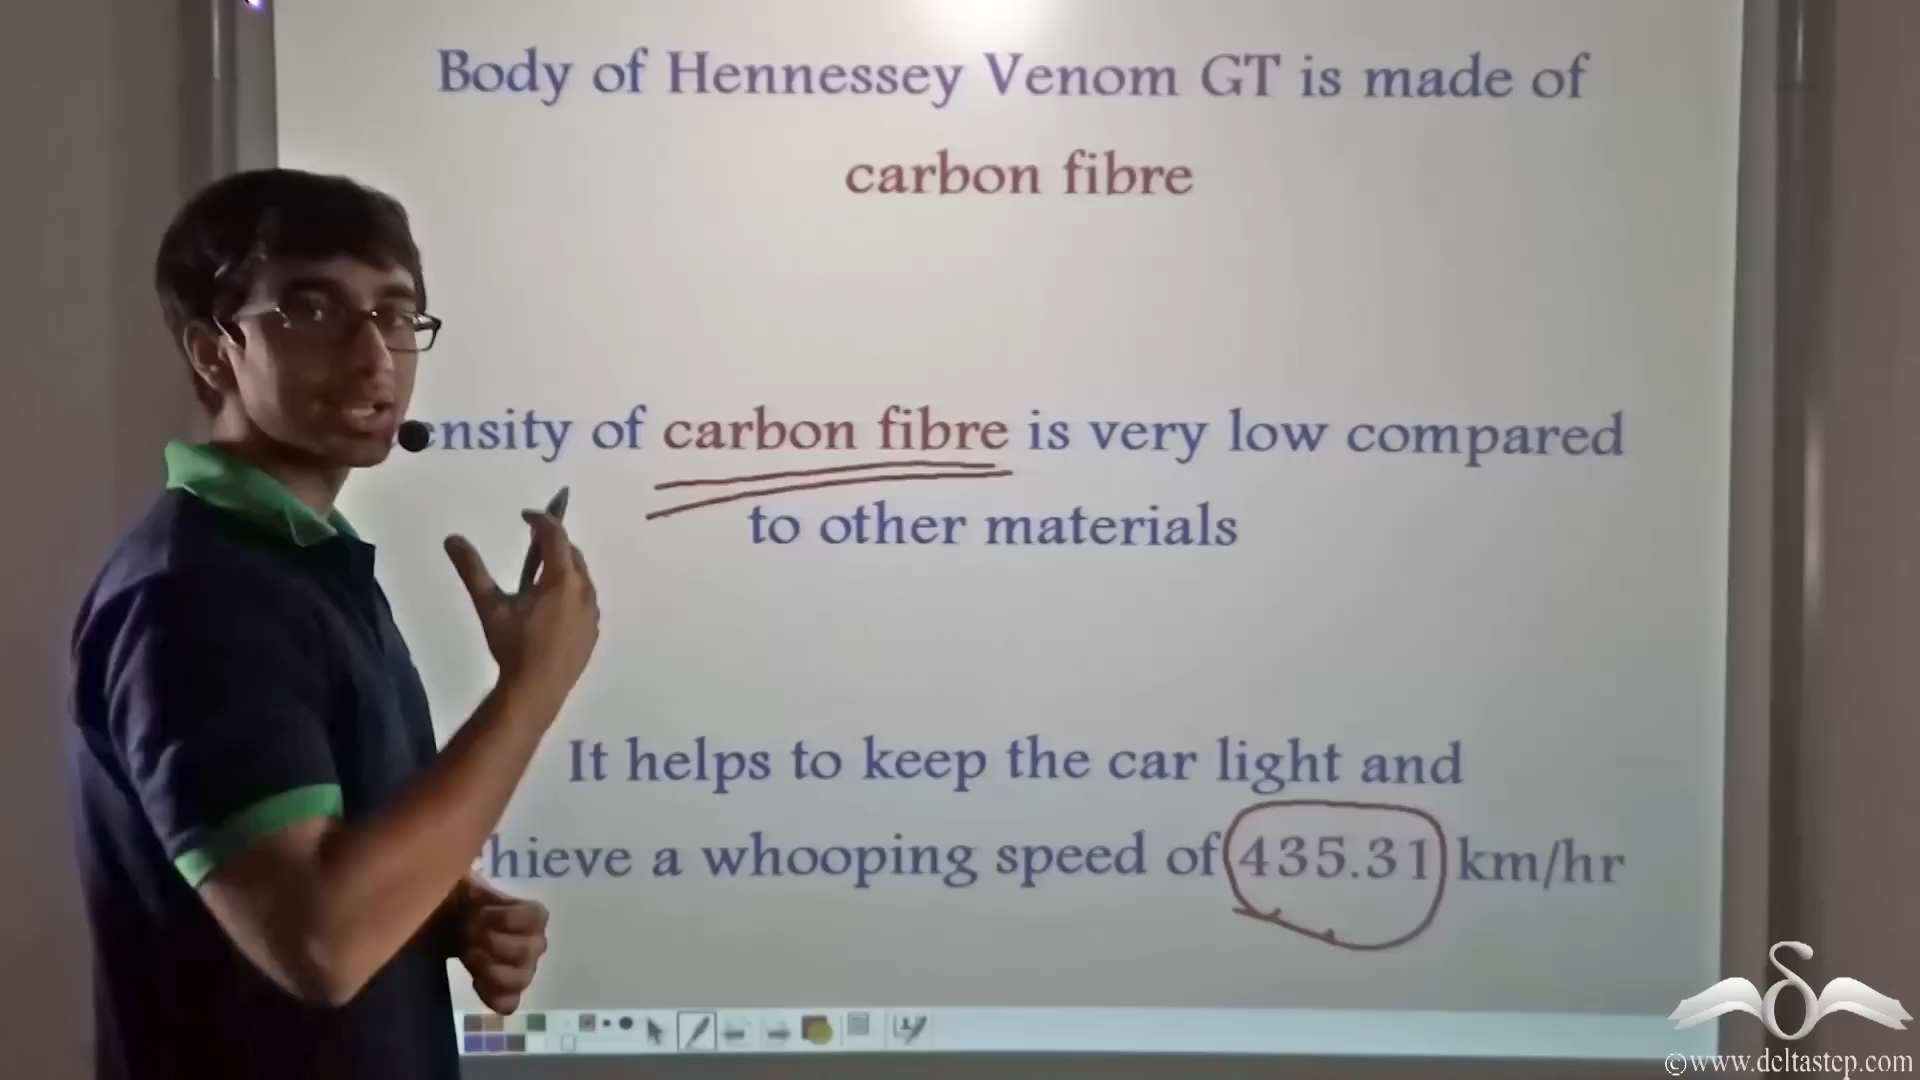 Body of Hennessey Venom GT is made of
carbon fibre
ensity of carbon fibre is very low compared
to other materials
It helps to keep the car light and
hieve a whooping speed of 435.31 km/hr
©www.deltastep.com